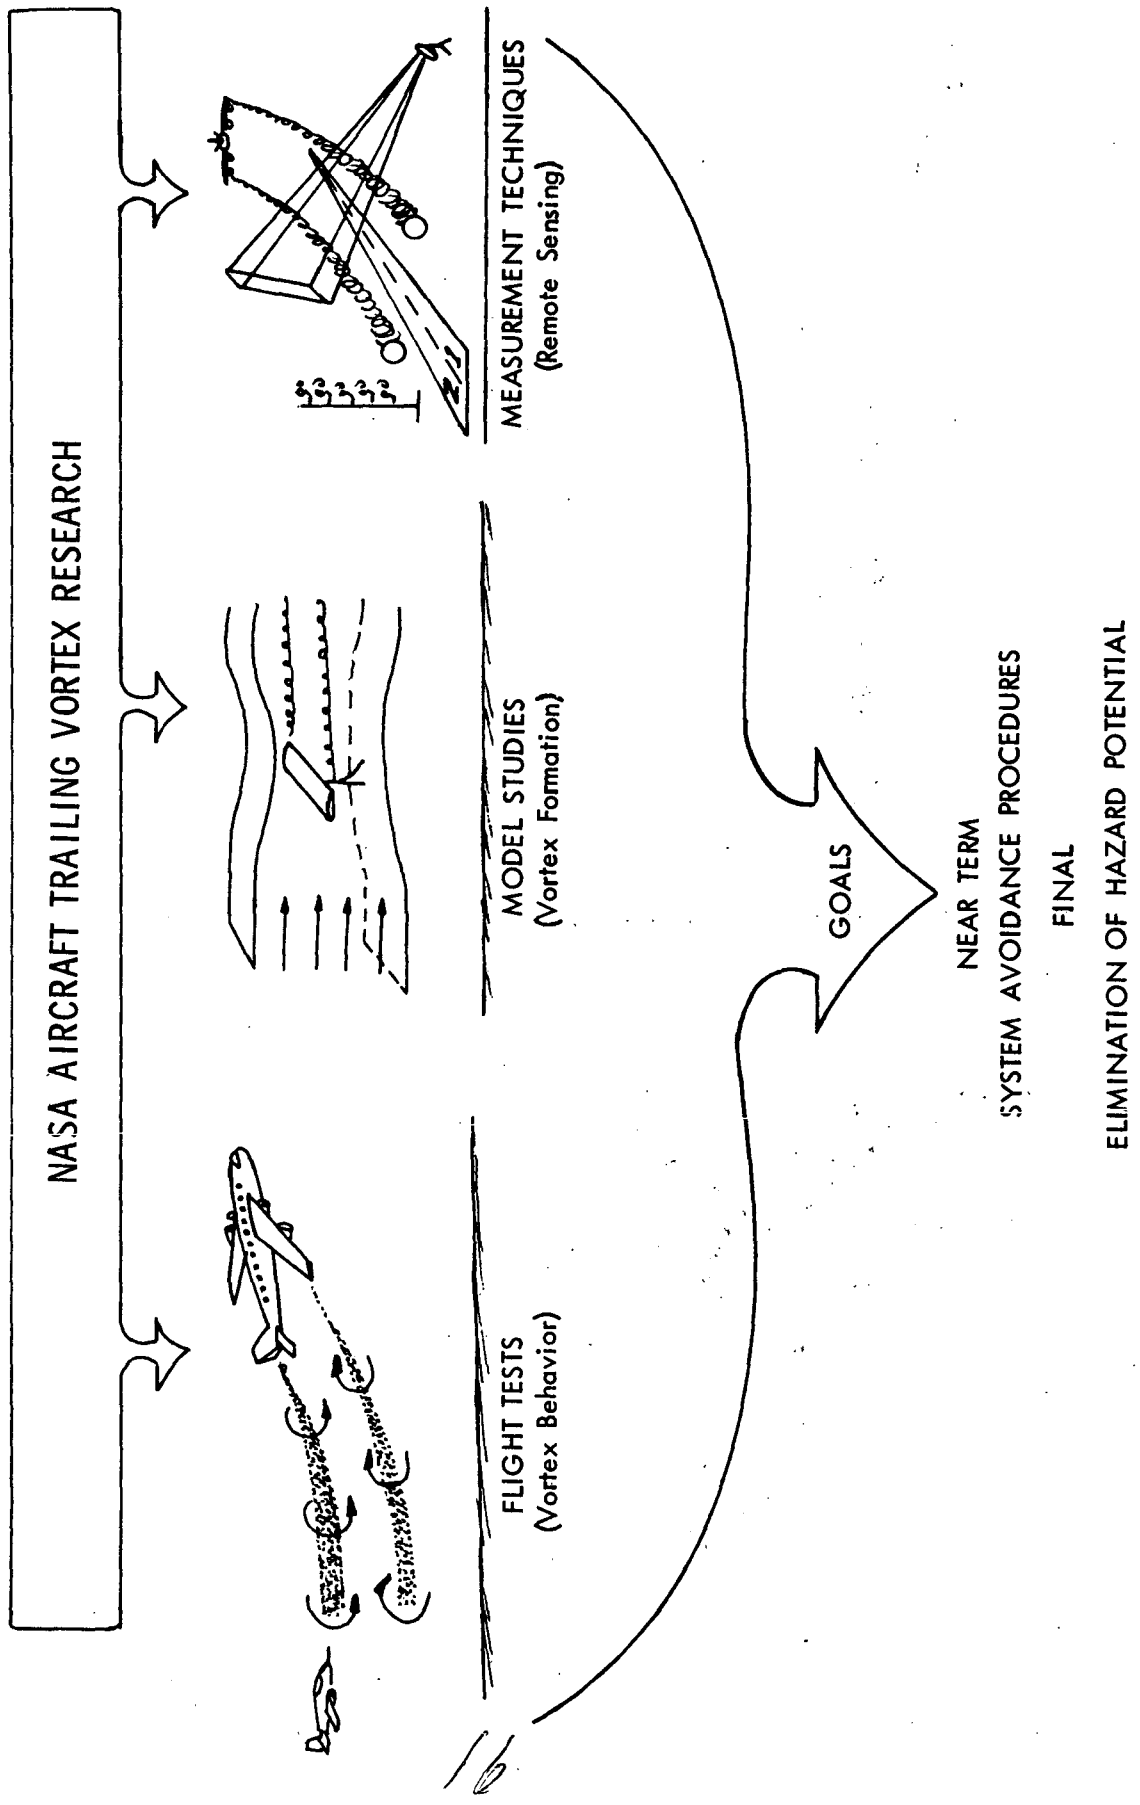 NASA AIRCRAFT TRAILING VORTEX RESEARCH
FLIGHT TESTS
(Vortex Behavior)
MODEL STUDIES
(Vortex Formation)
MEASUREMENT TECHNIQUES
(Remote Sensing)
GOALS
NEAR TERM
SYSTEM AVOIDANCE PROCEDURES
FINAL
ELIMINATION OF HAZARD POTENTIAL